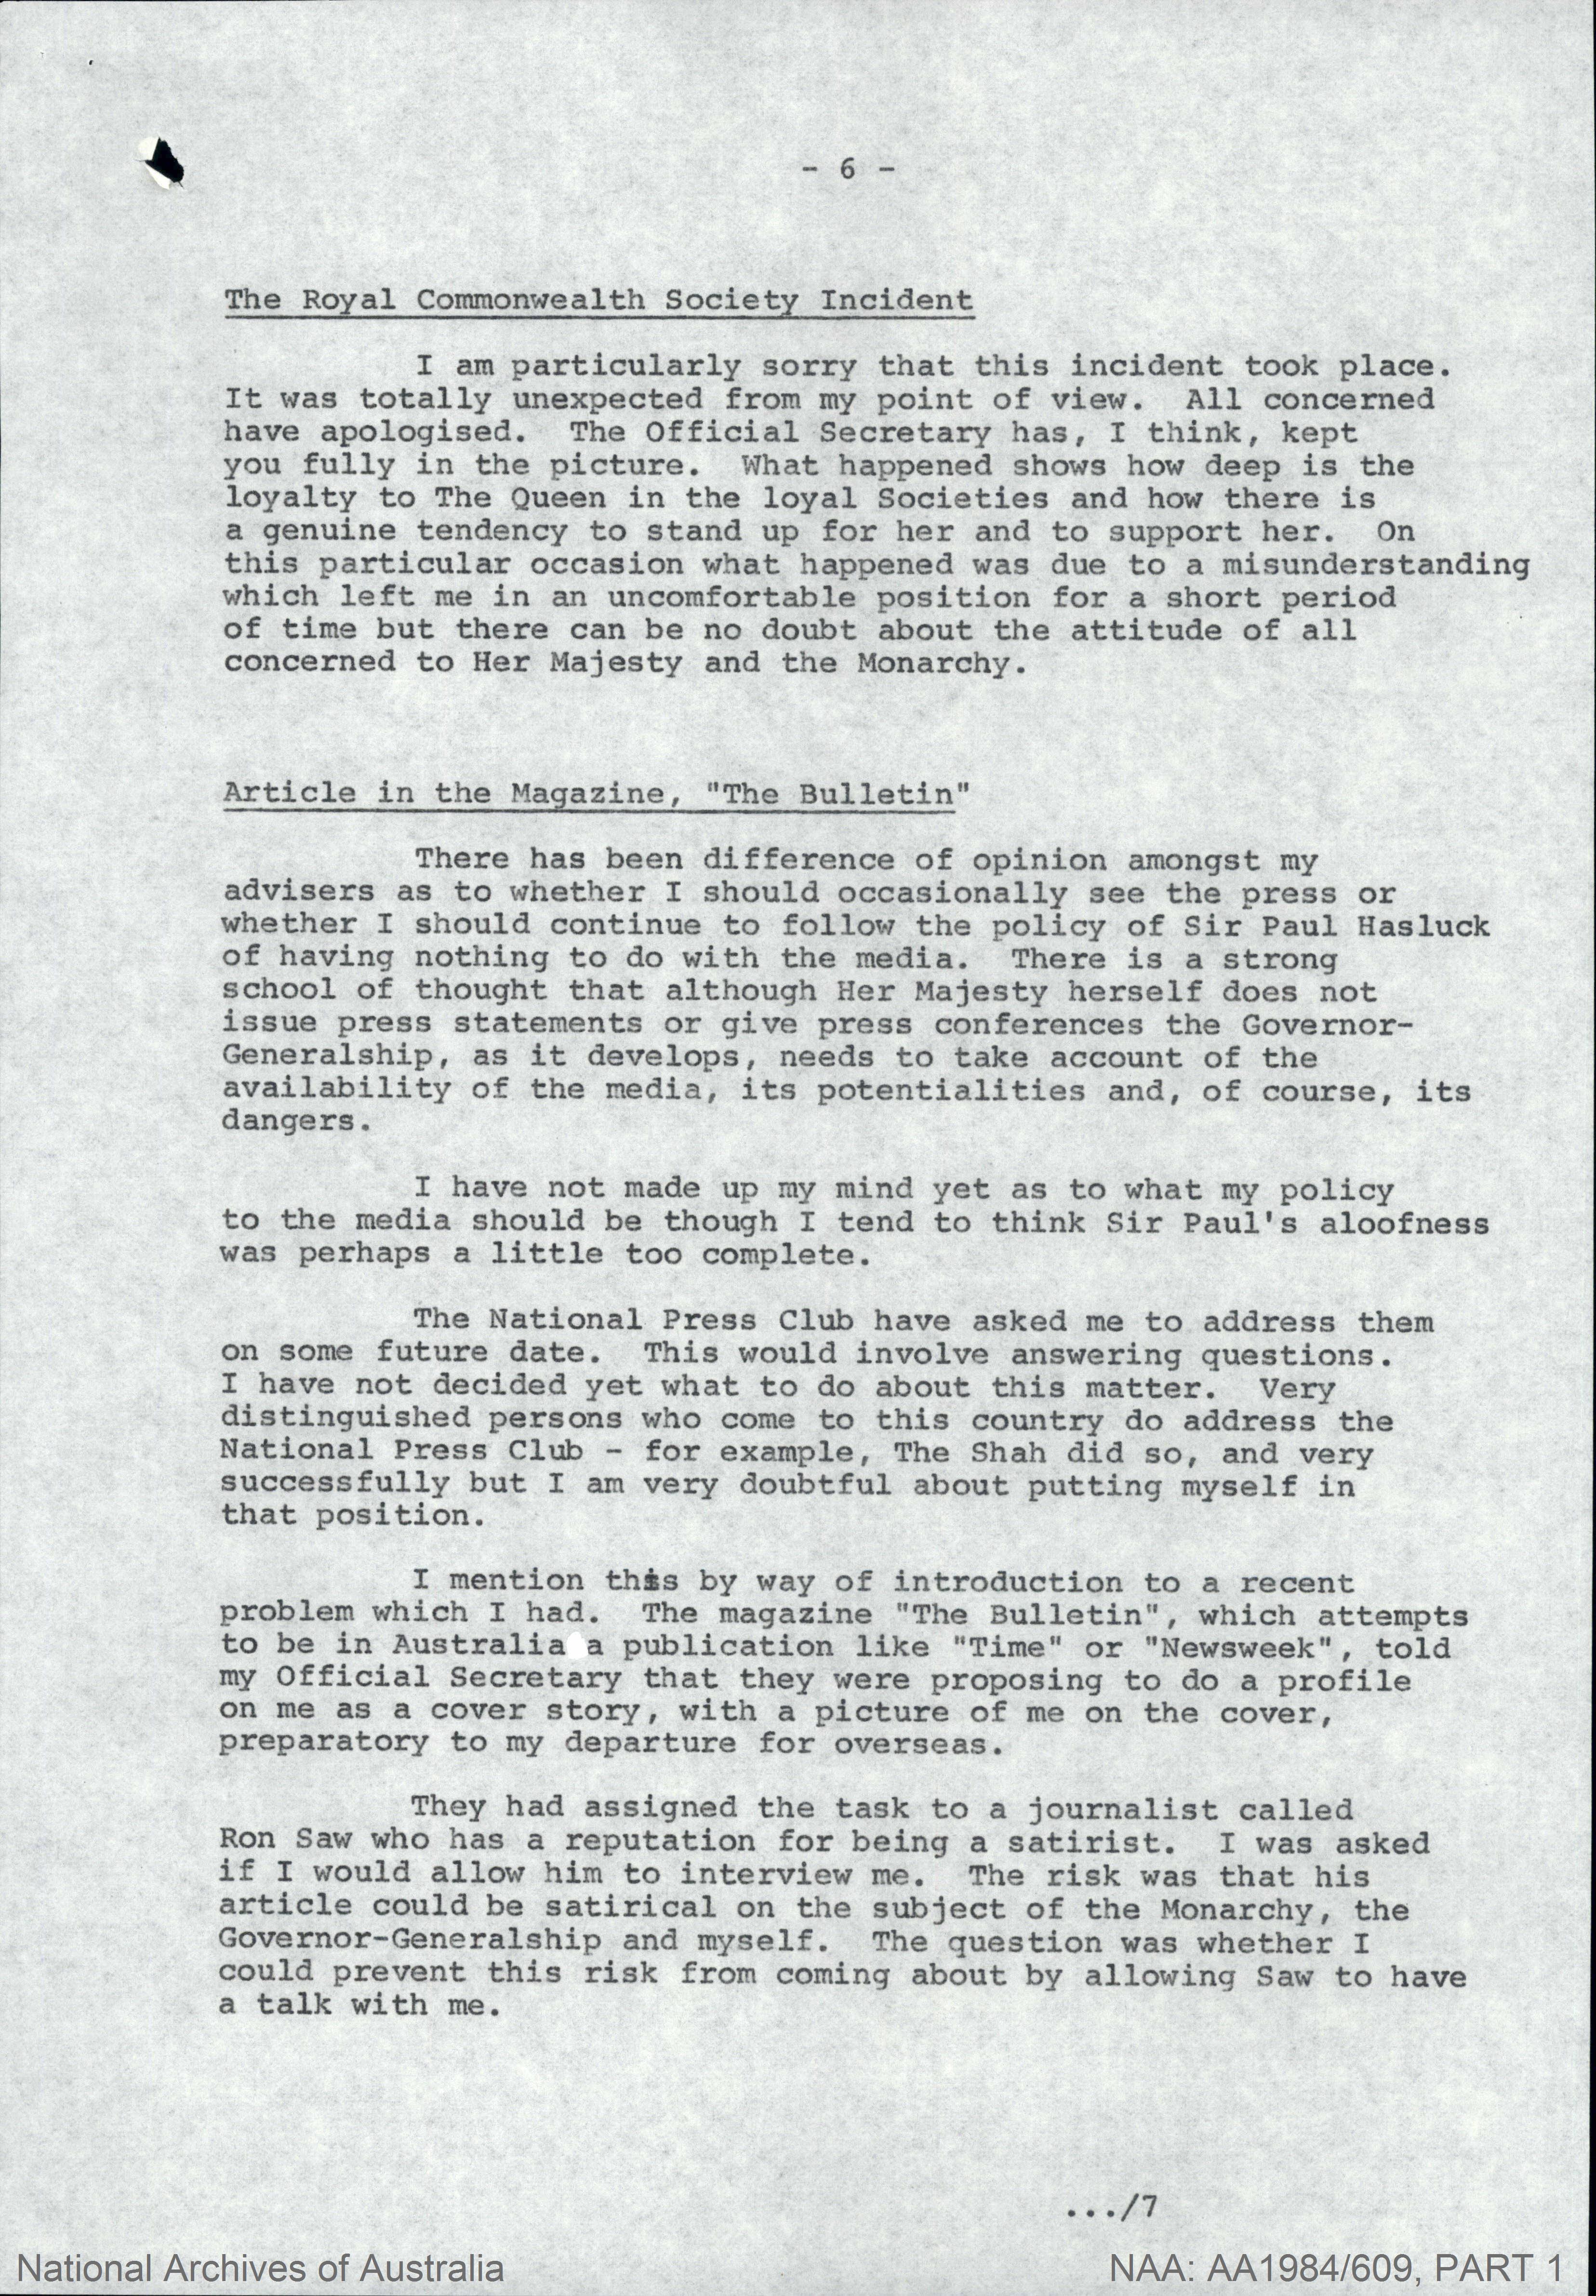 - 6 -
The Royal Commonwealth Society Incident
I am particularly sorry that this incident took place.
It was totally unexpected from my point of view. All concerned
have apologised. The Official Secretary has, I think, kept
you fully in the picture. What happened shows how deep is the
loyalty to The Queen in the loyal Societies and how there is
a genuine tendency to stand up for her and to support her. On
this particular occasion what happened was due to a misunderstanding
which left me in an uncomfortable position for a short period
of time but there can be no doubt about the attitude of all
concerned to Her Majesty and the Monarchy.
Article in the Magazine, "The Bulletin"
There has been difference of opinion amongst my
advisers as to whether I should occasionally see the press or
whether I should continue to follow the policy of Sir Paul Hasluck
of having nothing to do with the media. There is a strong
school of thought that although Her Majesty herself does not
issue press statements or give press conferences the Governor-
Generalship, as it develops, needs to take account of the
availability of the media, its potentialities and, of course, its
dangers.
I have not made up my mind yet as to what my policy
to the media should be though I tend to think Sir Paul's aloofness
was perhaps a little too complete.
The National Press Club have asked me to address them
on some future date. This would involve answering questions.
I have not decided yet what to do about this matter. Very
distinguished persons who come to this country do address the
National Press Club - for example, The Shah did so, and very
successfully but I am very doubtful about putting myself in
that position.
I mention this by way of introduction to a recent
problem which I had. The magazine "The Bulletin", which attempts
to be in Australia a publication like "Time" or "Newsweek", told
my Official Secretary that they were proposing to do a profile
on me as a cover story, with a picture of me on the cover,
preparatory to my departure for overseas.
They had assigned the task to a journalist called
Ron Saw who has a reputation for being a satirist. I was asked
if I would allow him to interview me. The risk was that his
article could be satirical on the subject of the Monarchy, the
Governor-Generalship and myself. The question was whether I
could prevent this risk from coming about by allowing Saw to have
a talk with me.
.../7
National Archives of Australia
NAA: AA1984/609, PART 1